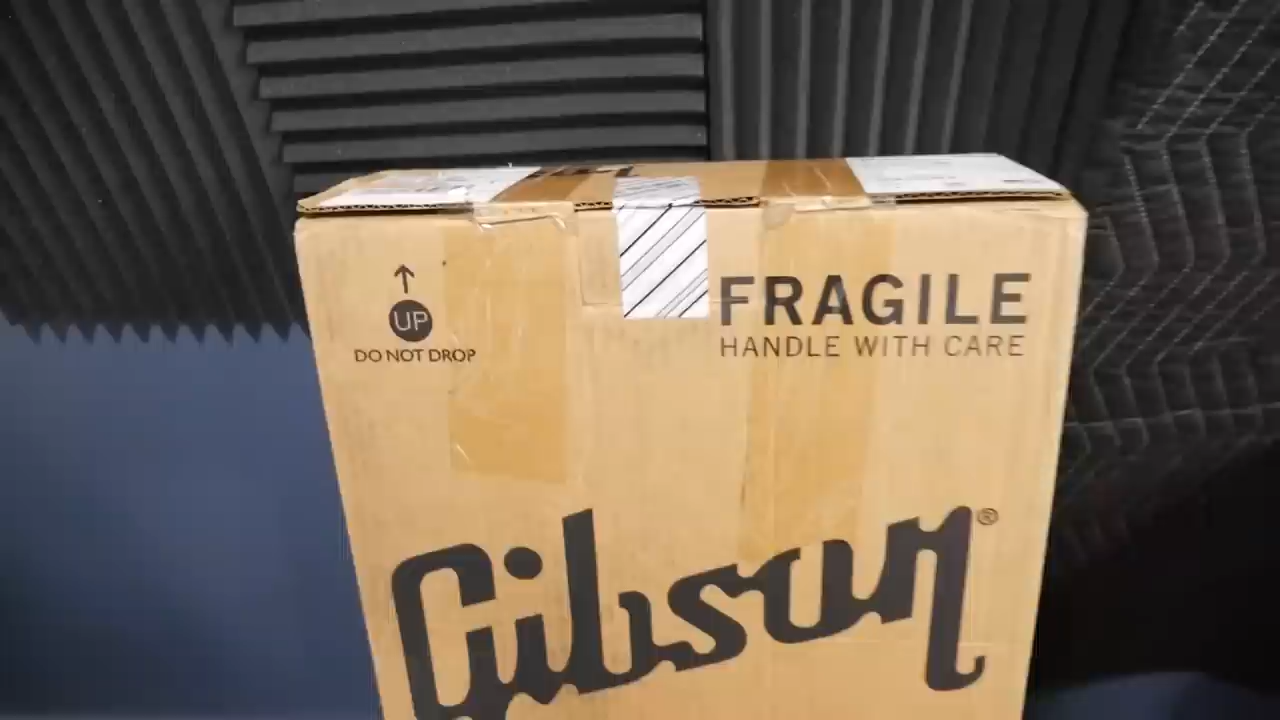 UP
DO NOT DROP
FRAGILE
HANDLE WITH CARE
Gibson®